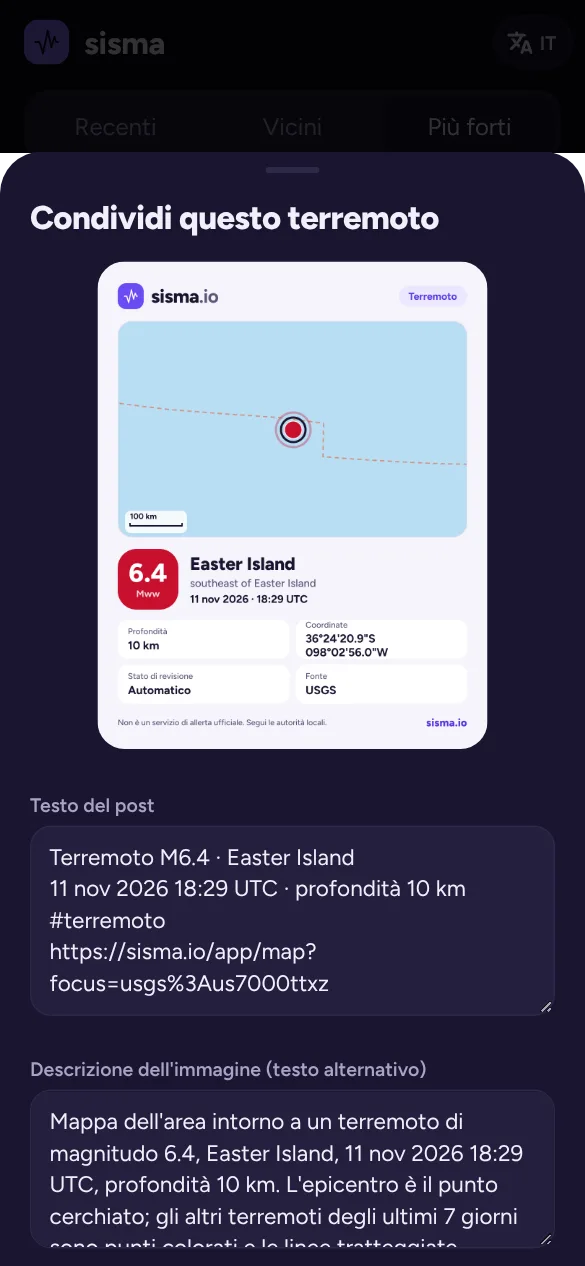 sisma
IT
Recenti
Vicini
Più forti
Condividi questo terremoto
sisma.io
Terremoto
100 km
6.4
Mww
Easter Island
southeast of Easter Island
11 nov 2026 · 18:29 UTC
Profondità
10 km
Coordinate
36°24'20.9"S
098°02'56.0"W
Stato di revisione
Automatico
Fonte
USGS
Non è un servizio di allerta ufficiale. Segui le autorità locali.
sisma.io
Testo del post
Terremoto M6.4 · Easter Island
11 nov 2026 18:29 UTC · profondità 10 km
#terremoto
https://sisma.io/app/map?
focus=usgs%3Aus7000ttxz
Descrizione dell'immagine (testo alternativo)
Mappa dell'area intorno a un terremoto di
magnitudo 6.4, Easter Island, 11 nov 2026 18:29
UTC, profondità 10 km. L'epicentro è il punto
cerchiato; gli altri terremoti degli ultimi 7 giorni
sono punti colorati e le linee tratteggiate